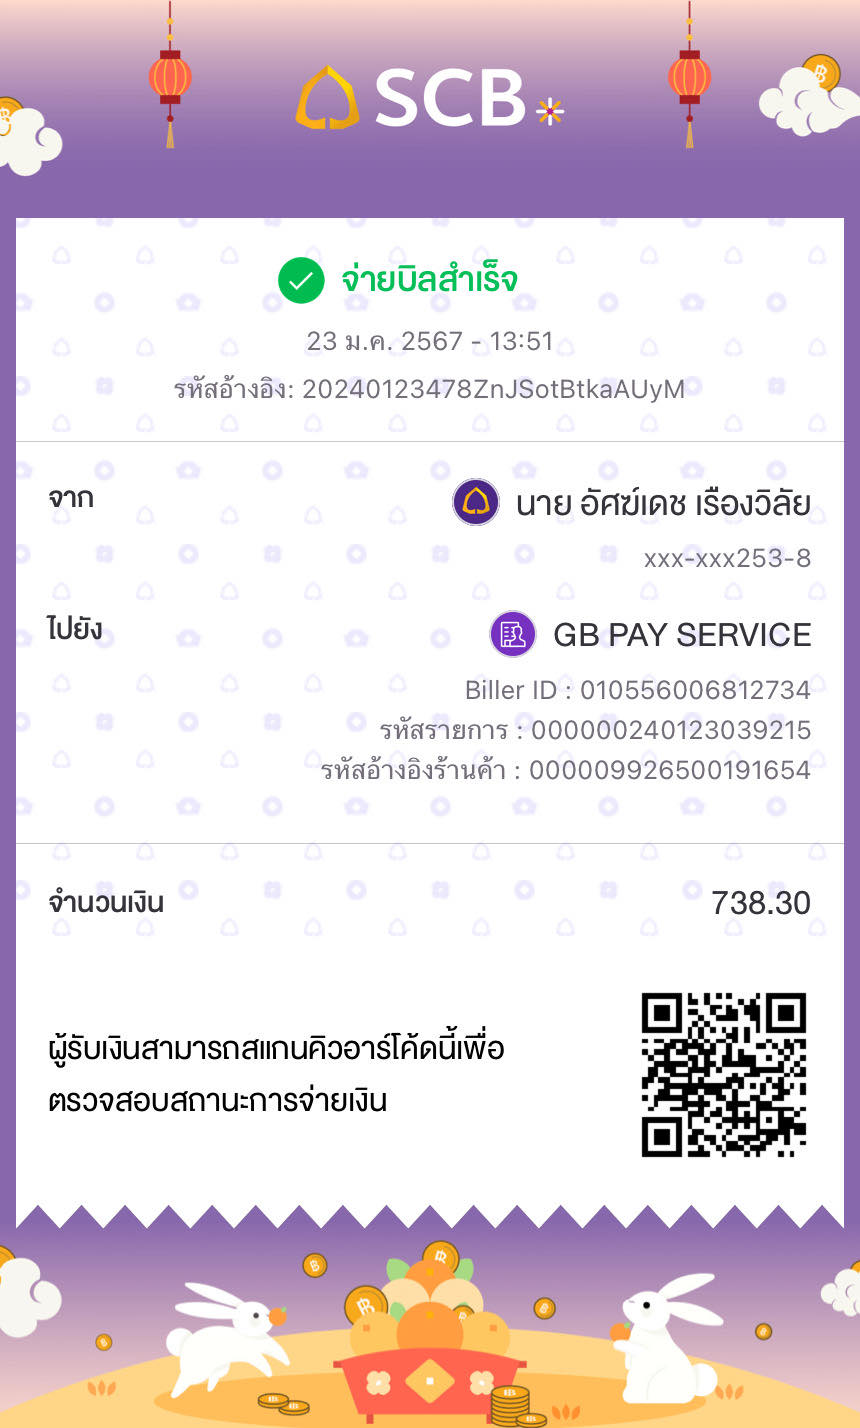 SCB
จ่ายบิลสำเร็จ
23 ม.ค. 2567 - 13:51
รหัสอ้างอิง: 20240123478ZnJSotBtkaAUyM
จาก
นาย อัศฆ์เดช เรืองวิลัย
xxx-xxx253-8
ไปยัง
GB PAY SERVICE
Biller ID : 010556006812734
รหัสรายการ : 000000240123039215
รหัสอ้างอิงร้านค้า : 000009926500191654
จำนวนเงิน
738.30
ผู้รับเงินสามารถสแกนคิวอาร์โค้ดนี้เพื่อ
ตรวจสอบสถานะการจ่ายเงิน